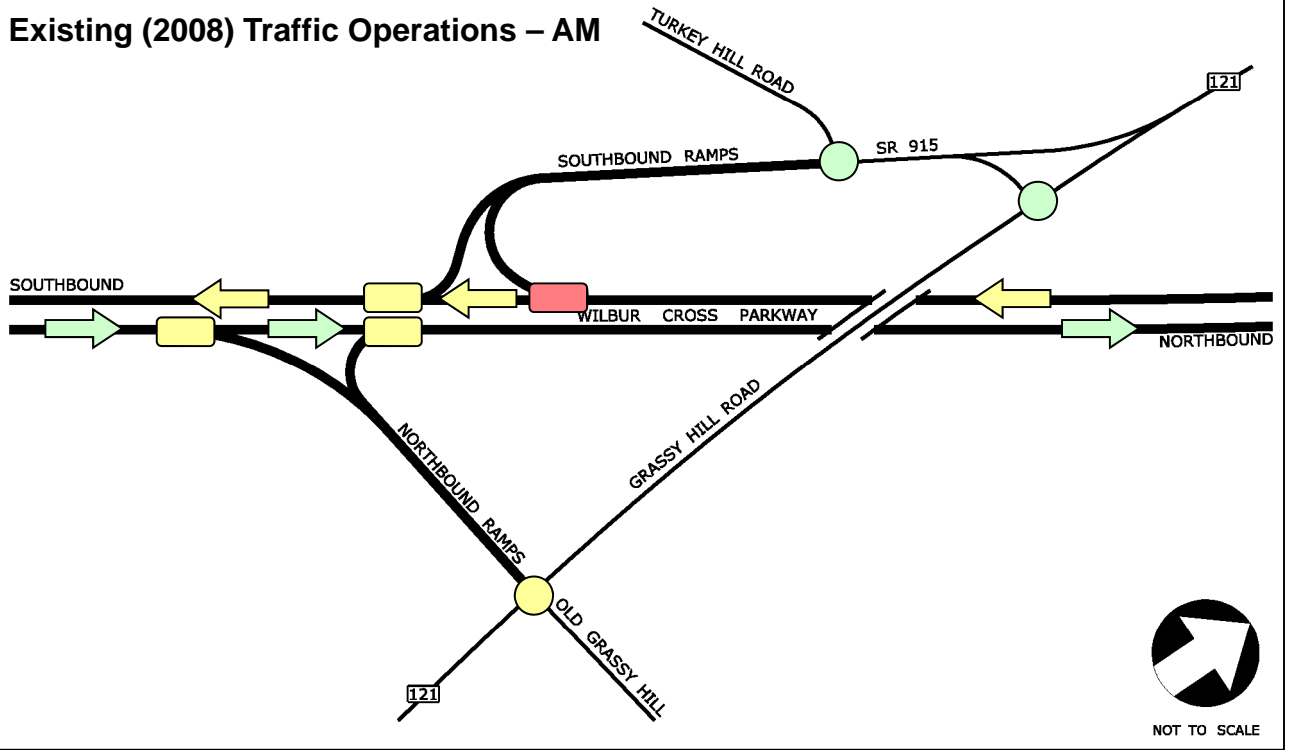 Existing (2008) Traffic Operations – AM
TURKEY HILL ROAD
121
SR 915
SOUTHBOUND RAMPS
SOUTHBOUND
WILBUR CROSS PARKWAY
NORTHBOUND
GRASSY HILL ROAD
NORTHBOUND RAMPS
OLD GRASSY HILL
121
NOT TO SCALE